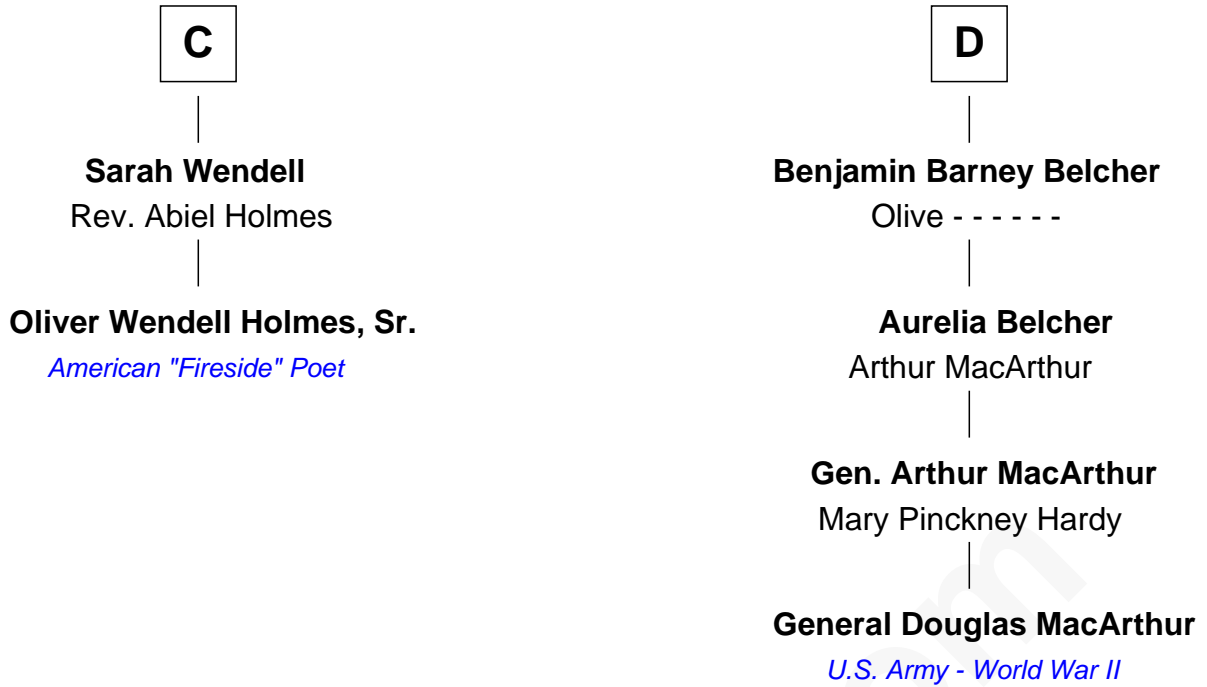 C
Sarah Wendell
Rev. Abiel Holmes
Oliver Wendell Holmes, Sr.
American "Fireside" Poet
D
Benjamin Barney Belcher
Olive - - - - - -
Aurelia Belcher
Arthur MacArthur
Gen. Arthur MacArthur
Mary Pinckney Hardy
General Douglas MacArthur
U.S. Army - World War II